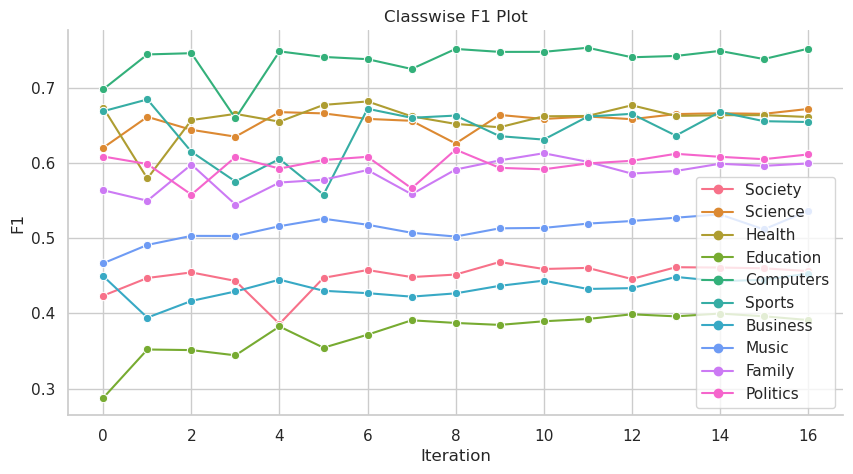 Classwise F1 Plot
F1
0.7
0.6
0.5
0.4
0.3
Society
Science
Health
Education
Computers
Sports
Business
Music
Family
Politics
0 2 4 6 8 10 12 14 16
Iteration